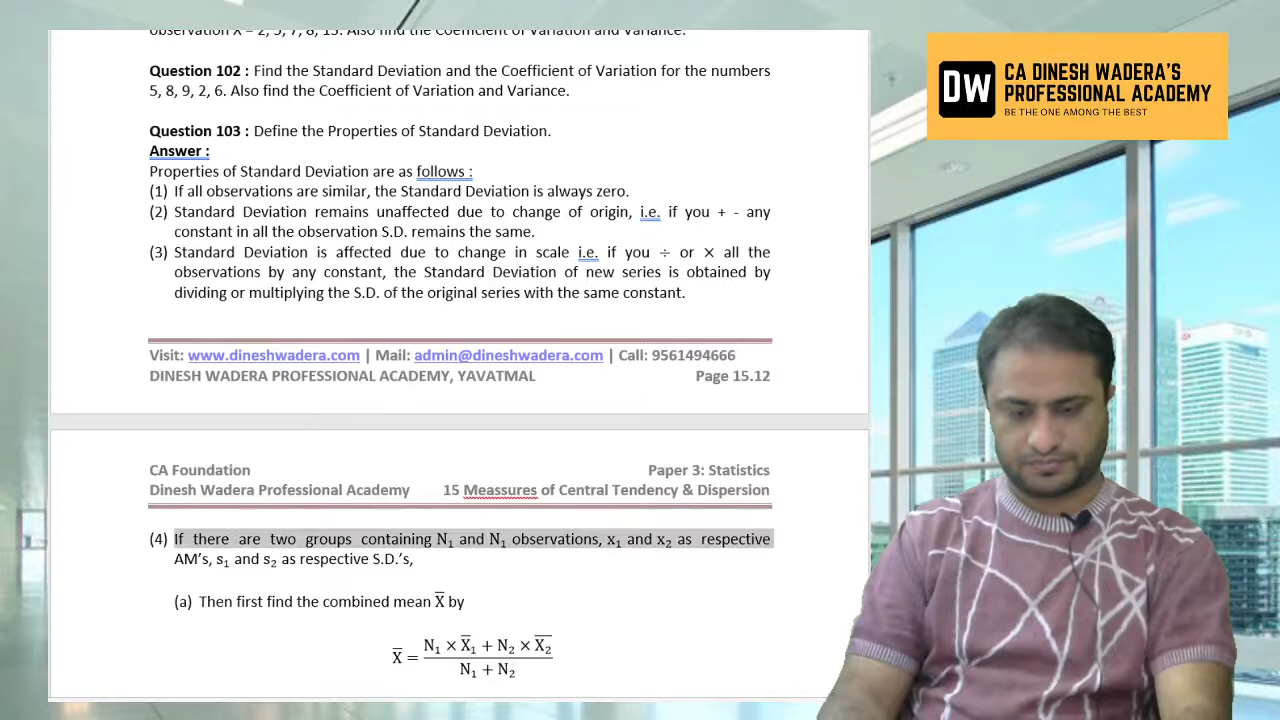 Question 102 : Find the Standard Deviation and the Coefficient of Variation for the numbers
5, 8, 9, 2, 6. Also find the Coefficient of Variation and Variance.
Question 103 : Define the Properties of Standard Deviation.
Answer :
Properties of Standard Deviation are as follows :
(1) If all observations are similar, the Standard Deviation is always zero.
(2) Standard Deviation remains unaffected due to change of origin, i.e. if you + - any
constant in all the observation S.D. remains the same.
(3) Standard Deviation is affected due to change in scale i.e. if you ÷ or × all the
observations by any constant, the Standard Deviation of new series is obtained by
dividing or multiplying the S.D. of the original series with the same constant.
Visit: www.dineshwadera.com | Mail: admin@dineshwadera.com | Call: 9561494666
DINESH WADERA PROFESSIONAL ACADEMY, YAVATMAL Page 15.12
CA Foundation Paper 3: Statistics
Dinesh Wadera Professional Academy 15 Meassures of Central Tendency & Dispersion
(4) If there are two groups containing N₁ and N₁ observations, x₁ and x₂ as respective
AM's, s₁ and s₂ as respective S.D.'s,
(a) Then first find the combined mean X̅ by
X̅ = (N₁ × X̅₁ + N₂ × X̅₂) / (N₁ + N₂)
DW
CA DINESH WADERA'S
PROFESSIONAL ACADEMY
BE THE ONE AMONG THE BEST